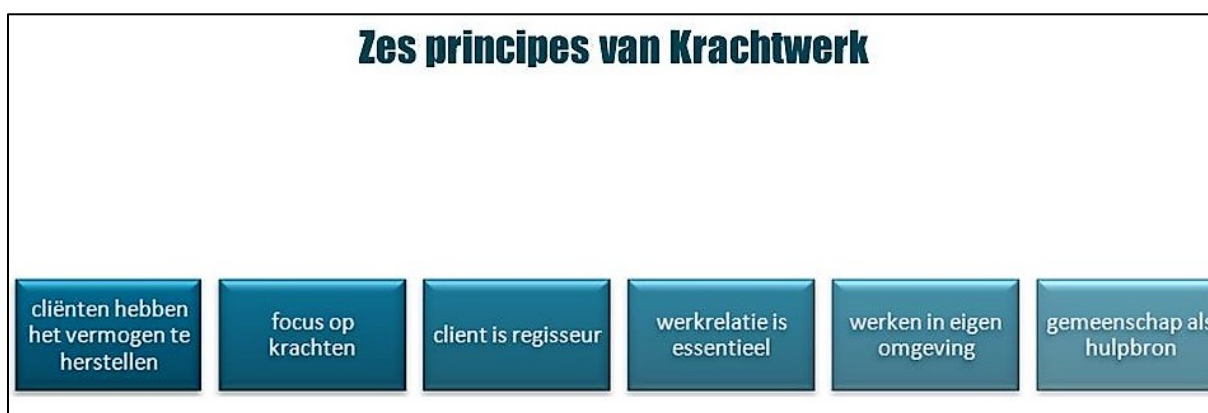 Zes principes van Krachtwerk
cliënten hebben
het vermogen te
herstellen
focus op
krachten
client is regisseur
werkrelatie is
essentieel
werken in eigen
omgeving
gemeenschap als
hulpbron